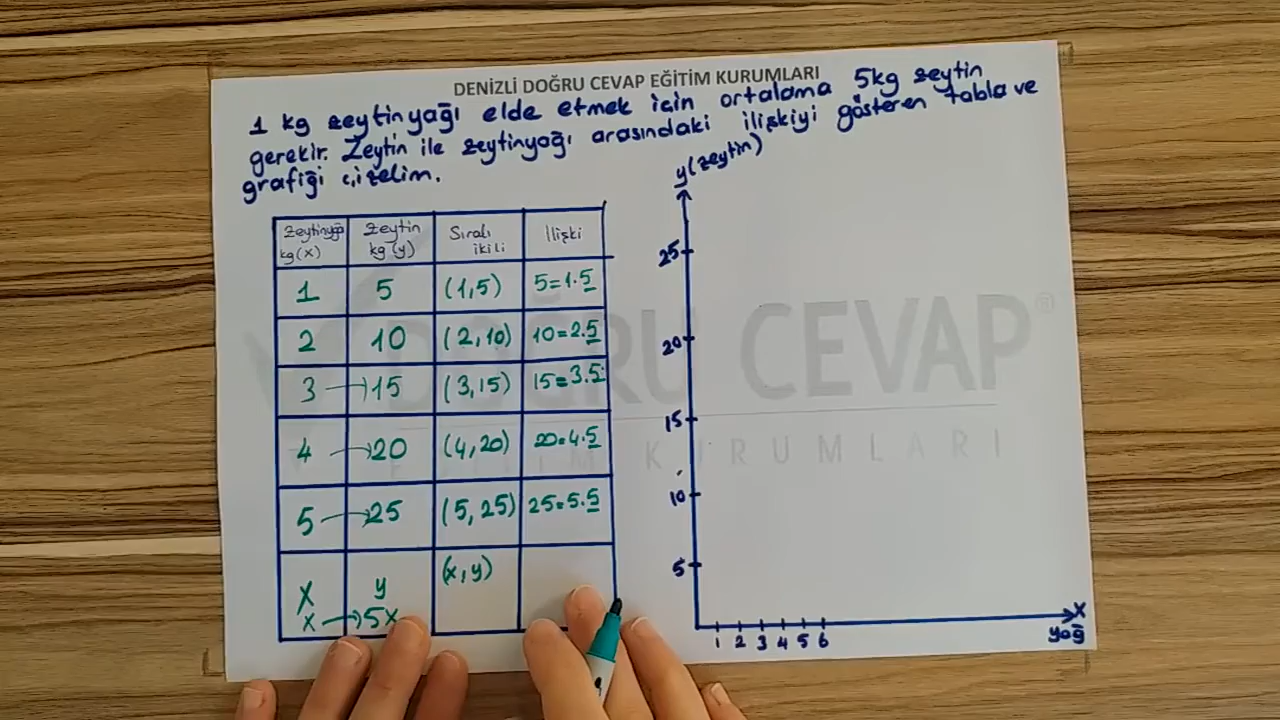 DENİZLİ DOĞRU CEVAP EĞİTİM KURUMLARI
1 kg zeytinyağı elde etmek için ortalama 5kg zeytin
gerekir. Zeytin ile zeytinyağı arasındaki ilişkiyi gösteren tablo ve
grafiği çizelim.
Zeytinyağı kg(x) Zeytin kg(y) Sıralı ikili İlişki
1 5 (1,5) 5=1.5
2 10 (2,10) 10=2.5
3 → 15 (3,15) 15=3.5
4 → 20 (4,20) 20=4.5
5 → 25 (5,25) 25=5.5
x y (x,y)
x → 5x
y(zeytin)
25
20
15
10
5
1 2 3 4 5 6
x
yağ
DOĞRU CEVAP®
EĞİTİM KURUMLARI